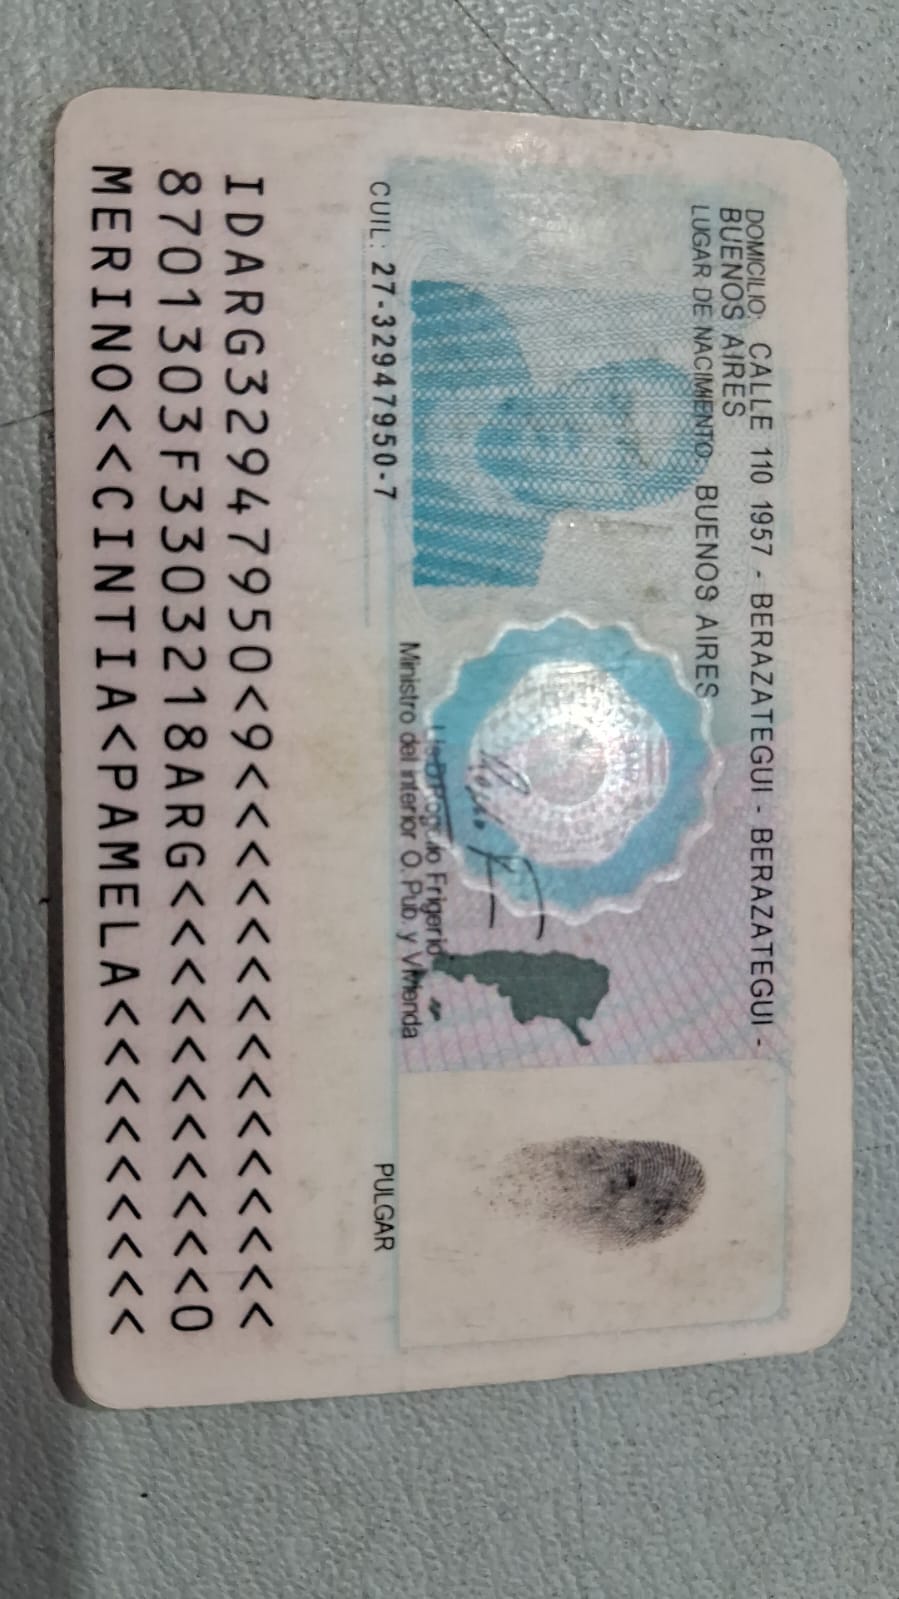 DOMICILIO: CALLE 110 1957 - BERAZATEGUI - BERAZATEGUI -
BUENOS AIRES
LUGAR DE NACIMIENTO: BUENOS AIRES
Frigerio
Ministro del Interior O. Pub. y Vivienda
CUIL: 27-32947950-7
PULGAR
IDARG32947950<9<<<<<<<<<<<<<<<
8701303F3303218ARG<<<<<<<<<<<0
MERINO<<CINTIA<PAMELA<<<<<<<<<